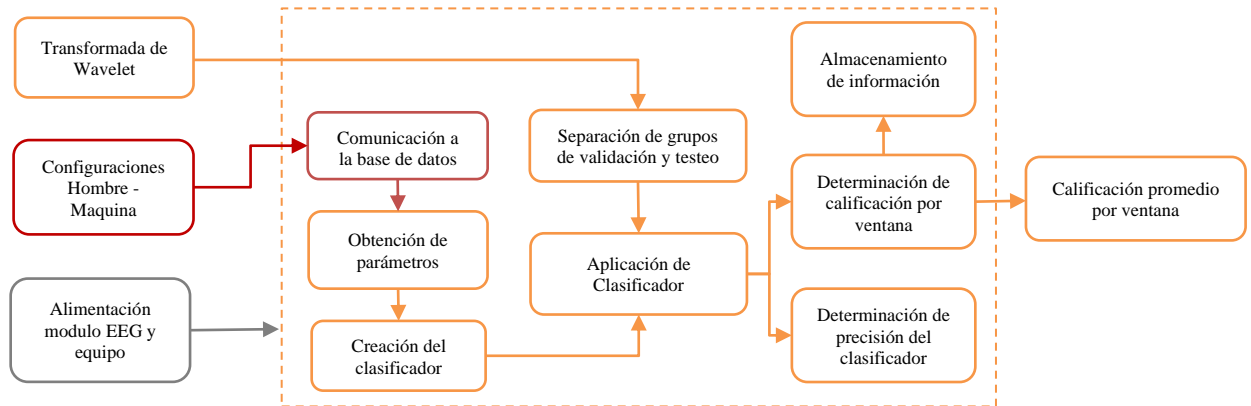 Transformada de
Wavelet
Configuraciones
Hombre -
Maquina
Alimentación
modulo EEG y
equipo
Comunicación a
la base de datos
Obtención de
parámetros
Creación del
clasificador
Separación de grupos
de validación y testeo
Aplicación de
Clasificador
Almacenamiento
de información
Determinación de
calificación por
ventana
Determinación de
precisión del
clasificador
Calificación promedio
por ventana